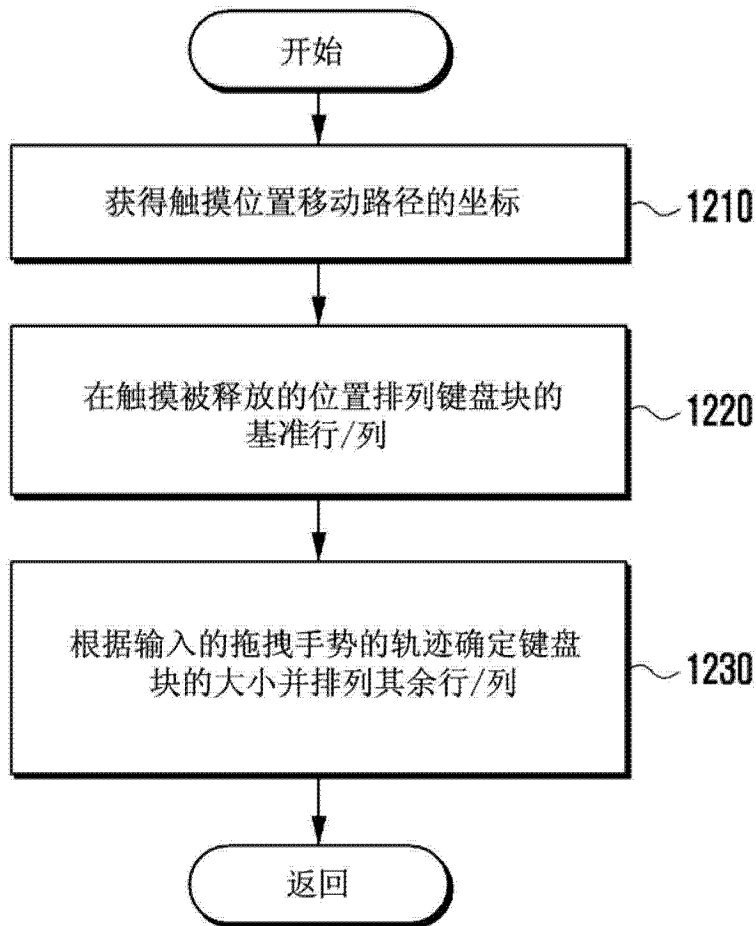 开始
获得触摸位置移动路径的坐标
1210
在触摸被释放的位置排列键盘块的
基准行/列
1220
根据输入的拖拽手势的轨迹确定键盘
块的大小并排列其余行/列
1230
返回